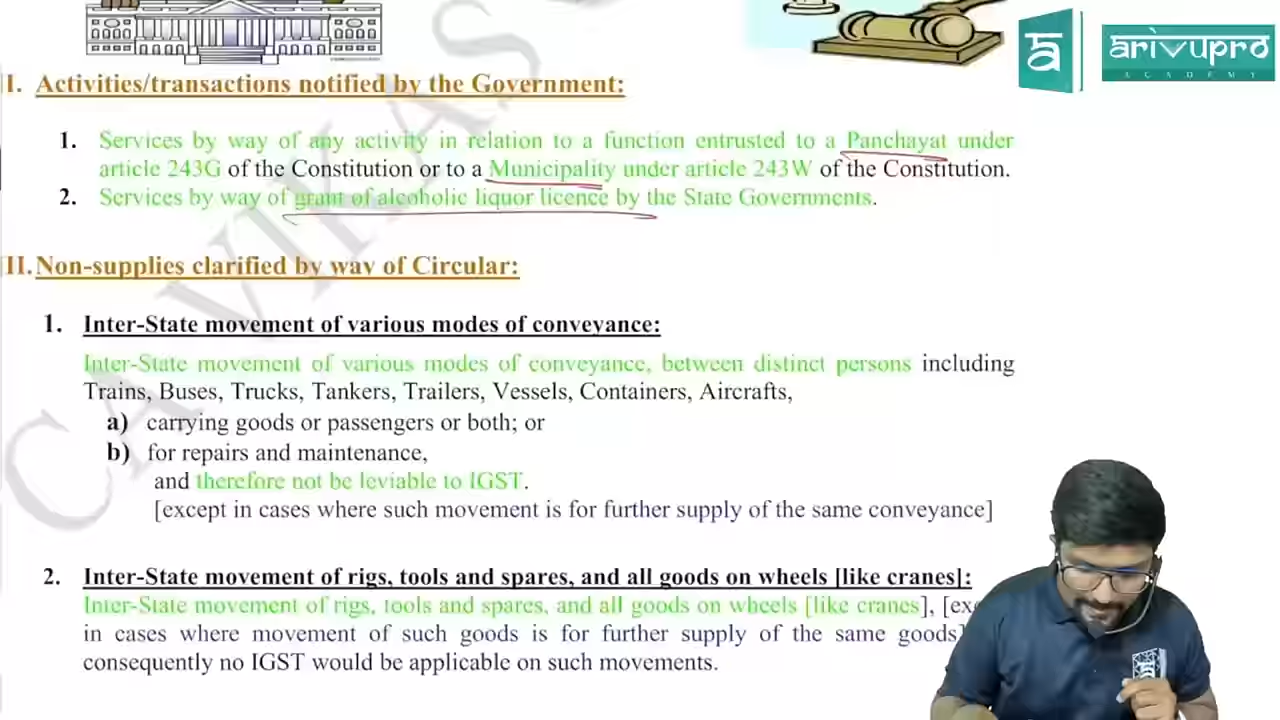 arivupro
ACADEMY
I. Activities/transactions notified by the Government:
1. Services by way of any activity in relation to a function entrusted to a Panchayat under
article 243G of the Constitution or to a Municipality under article 243W of the Constitution.
2. Services by way of grant of alcoholic liquor licence by the State Governments.
II. Non-supplies clarified by way of Circular:
1. Inter-State movement of various modes of conveyance:
Inter-State movement of various modes of conveyance, between distinct persons including
Trains, Buses, Trucks, Tankers, Trailers, Vessels, Containers, Aircrafts,
a) carrying goods or passengers or both; or
b) for repairs and maintenance,
and therefore not be leviable to IGST.
[except in cases where such movement is for further supply of the same conveyance]
2. Inter-State movement of rigs, tools and spares, and all goods on wheels [like cranes]:
Inter-State movement of rigs, tools and spares, and all goods on wheels [like cranes],
in cases where movement of such goods is for further supply of the same goods
consequently no IGST would be applicable on such movements.
CA VIKAS